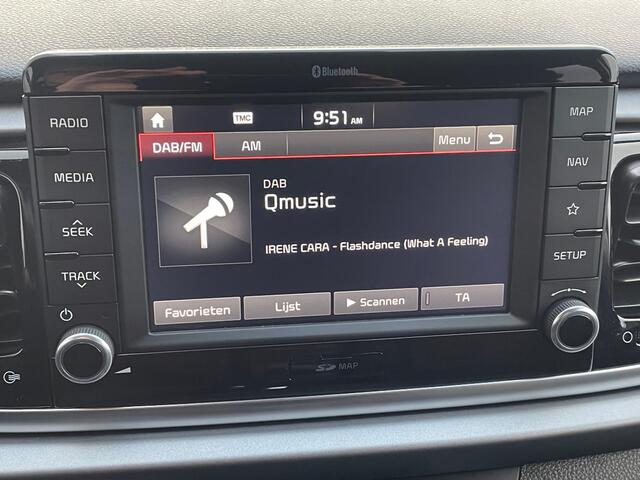 Bluetooth
RADIO
MEDIA
SEEK
TRACK
TMC
9:51 AM
DAB/FM
AM
Menu
DAB
Qmusic
IRENE CARA - Flashdance (What A Feeling)
Favorieten
Lijst
Scannen
TA
MAP
NAV
SETUP
SD MAP